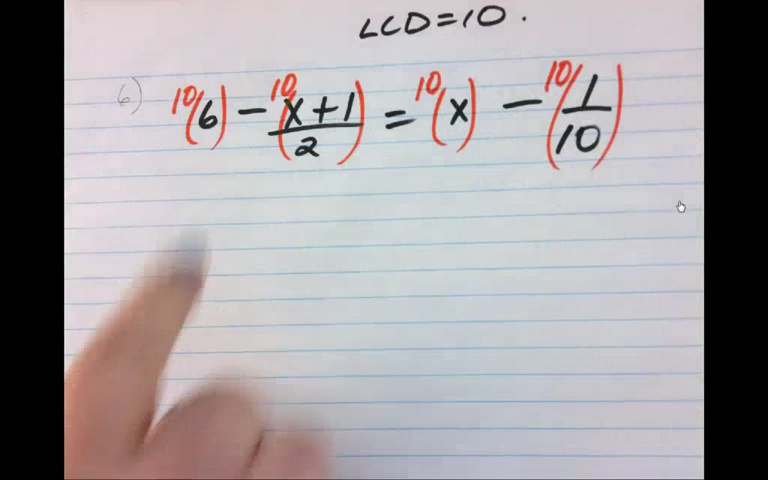 LCD=10.
6) 10(6) - 10(x+1/2) = 10(x) - 10(1/10)